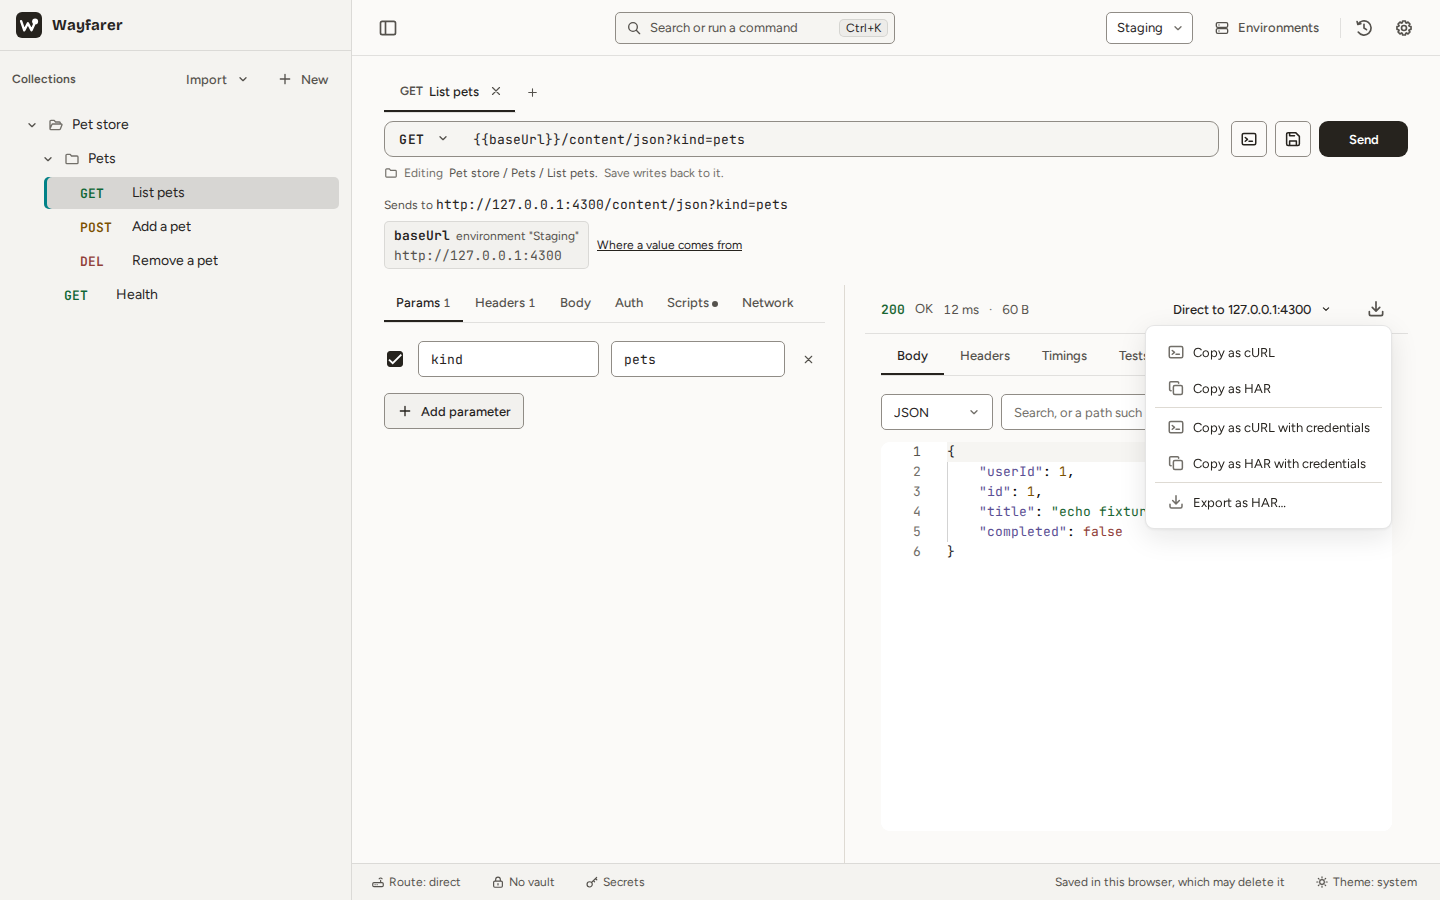 Wayfarer
Search or run a command Ctrl+K
Staging
Environments
Collections Import New
Pet store
Pets
GET List pets
POST Add a pet
DEL Remove a pet
GET Health
GET List pets
GET {{baseUrl}}/content/json?kind=pets
Send
Editing Pet store / Pets / List pets. Save writes back to it.
Sends to http://127.0.0.1:4300/content/json?kind=pets
baseUrl environment "Staging"
http://127.0.0.1:4300
Where a value comes from
Params 1 Headers 1 Body Auth Scripts Network
kind pets
Add parameter
200 OK 12 ms · 60 B
Direct to 127.0.0.1:4300
Body Headers Timings Tests
JSON
Search, or a path such
1 {
2 "userId": 1,
3 "id": 1,
4 "title": "echo fixtur
5 "completed": false
6 }
Copy as cURL
Copy as HAR
Copy as cURL with credentials
Copy as HAR with credentials
Export as HAR...
Route: direct No vault Secrets
Saved in this browser, which may delete it
Theme: system